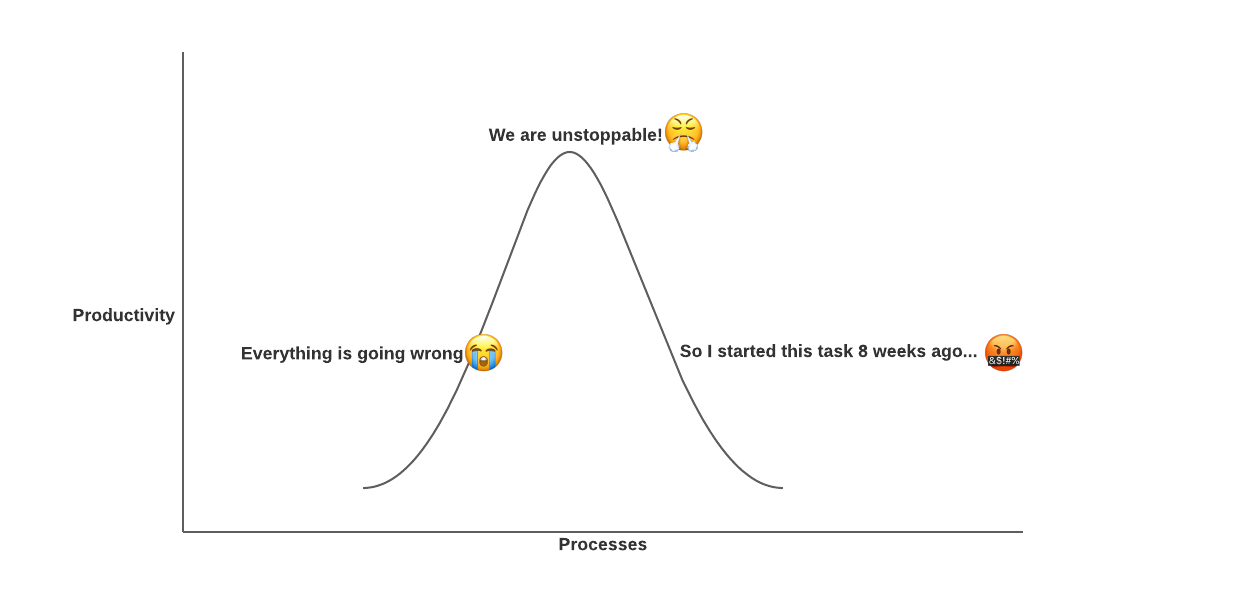 We are unstoppable!
Productivity
Everything is going wrong
So I started this task 8 weeks ago...
&$!#%
Processes